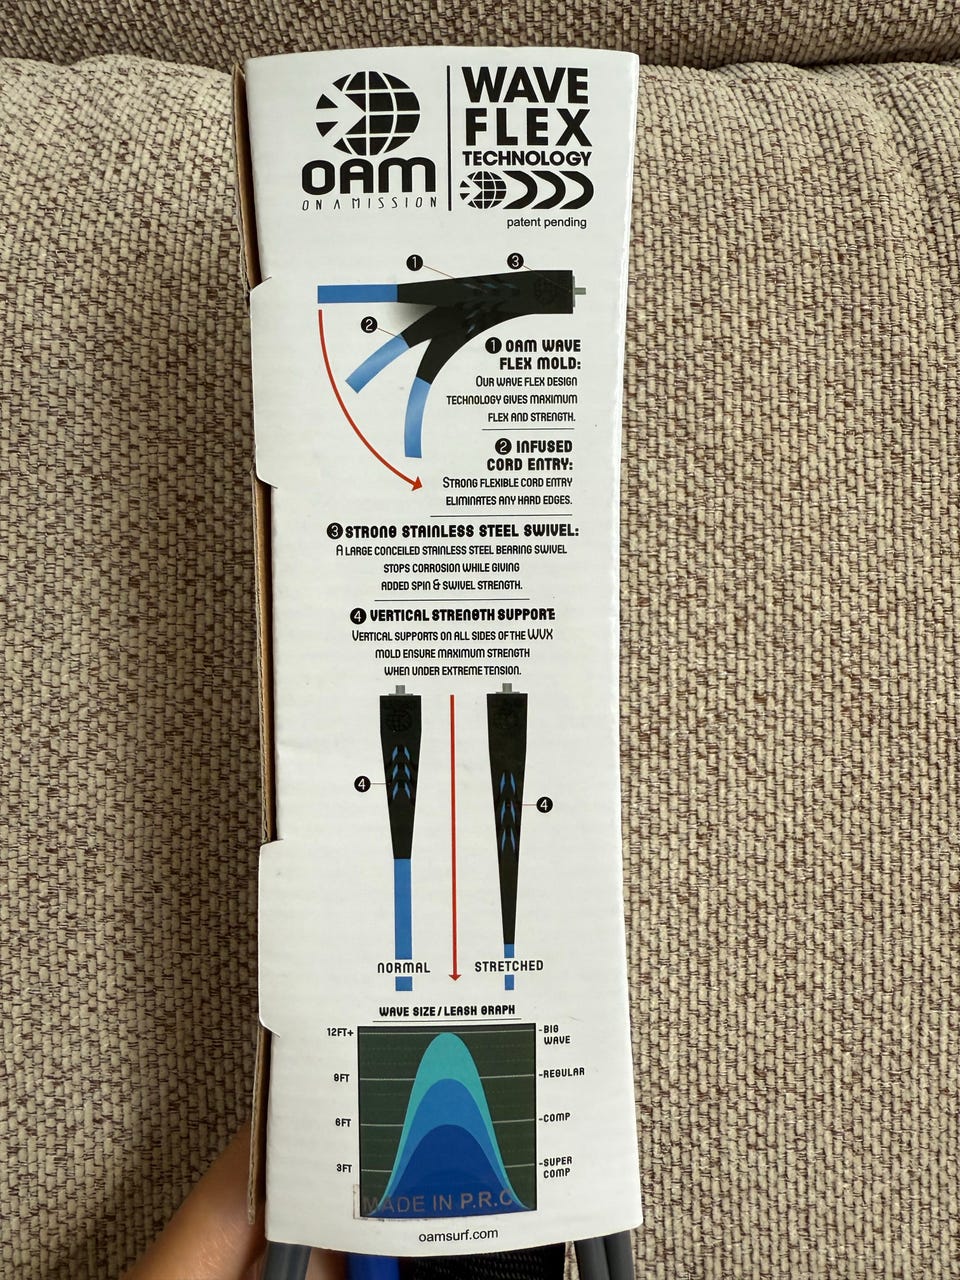 OAM
ON A MISSION
WAVE
FLEX
TECHNOLOGY
patent pending
1
3
2
1 OAM WAVE
FLEX MOLD:
OUR WAVE FLEX DESIGN
TECHNOLOGY GIVES MAXIMUM
FLEX AND STRENGTH.
2 INFUSED
CORD ENTRY:
STRONG FLEXIBLE CORD ENTRY
ELIMINATES ANY HARD EDGES.
3 STRONG STAINLESS STEEL SWIVEL:
A LARGE CONCEILED STAINLESS STEEL BEARING SWIVEL
STOPS CORROSION WHILE GIVING
ADDED SPIN & SWIVEL STRENGTH.
4 VERTICAL STRENGTH SUPPORT:
VERTICAL SUPPORTS ON ALL SIDES OF THE WVX
MOLD ENSURE MAXIMUM STRENGTH
WHEN UNDER EXTREME TENSION.
4
4
NORMAL
STRETCHED
WAVE SIZE / LEASH GRAPH
12FT+
-BIG
WAVE
9FT
-REGULAR
6FT
-COMP
3FT
-SUPER
COMP
MADE IN P.R.C
oamsurf.com